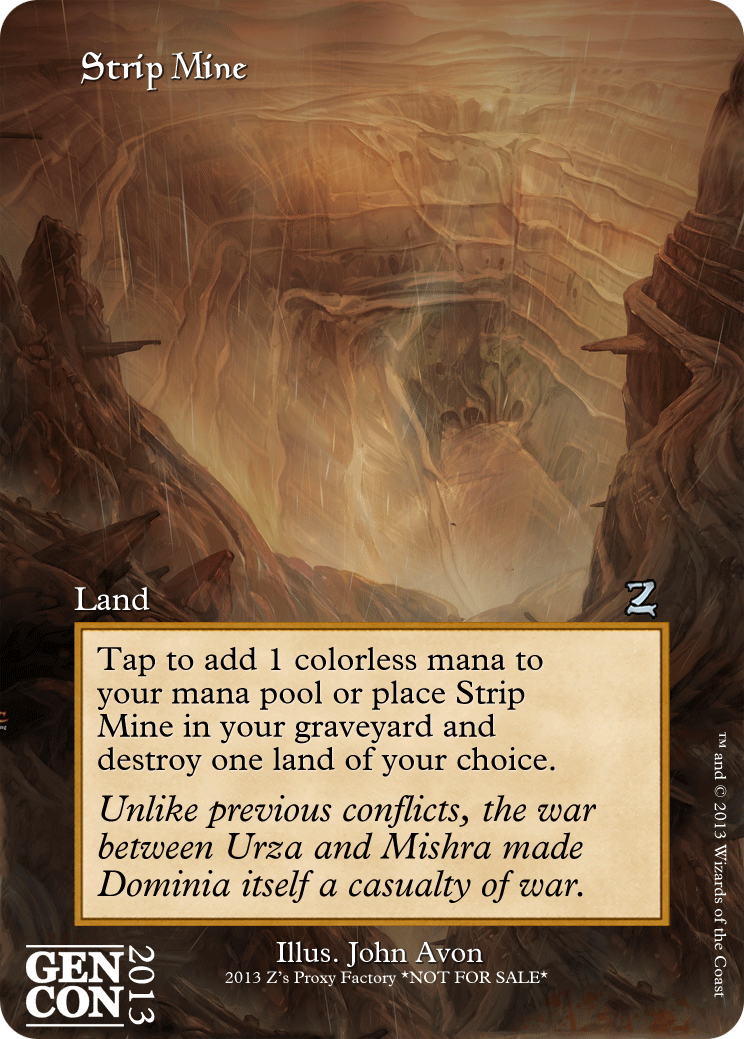 Strip Mine
Land
Z
Tap to add 1 colorless mana to
your mana pool or place Strip
Mine in your graveyard and
destroy one land of your choice.
Unlike previous conflicts, the war
between Urza and Mishra made
Dominia itself a casualty of war.
™ and © 2013 Wizards of the Coast
GEN
CON
2013
Illus. John Avon
2013 Z's Proxy Factory *NOT FOR SALE*